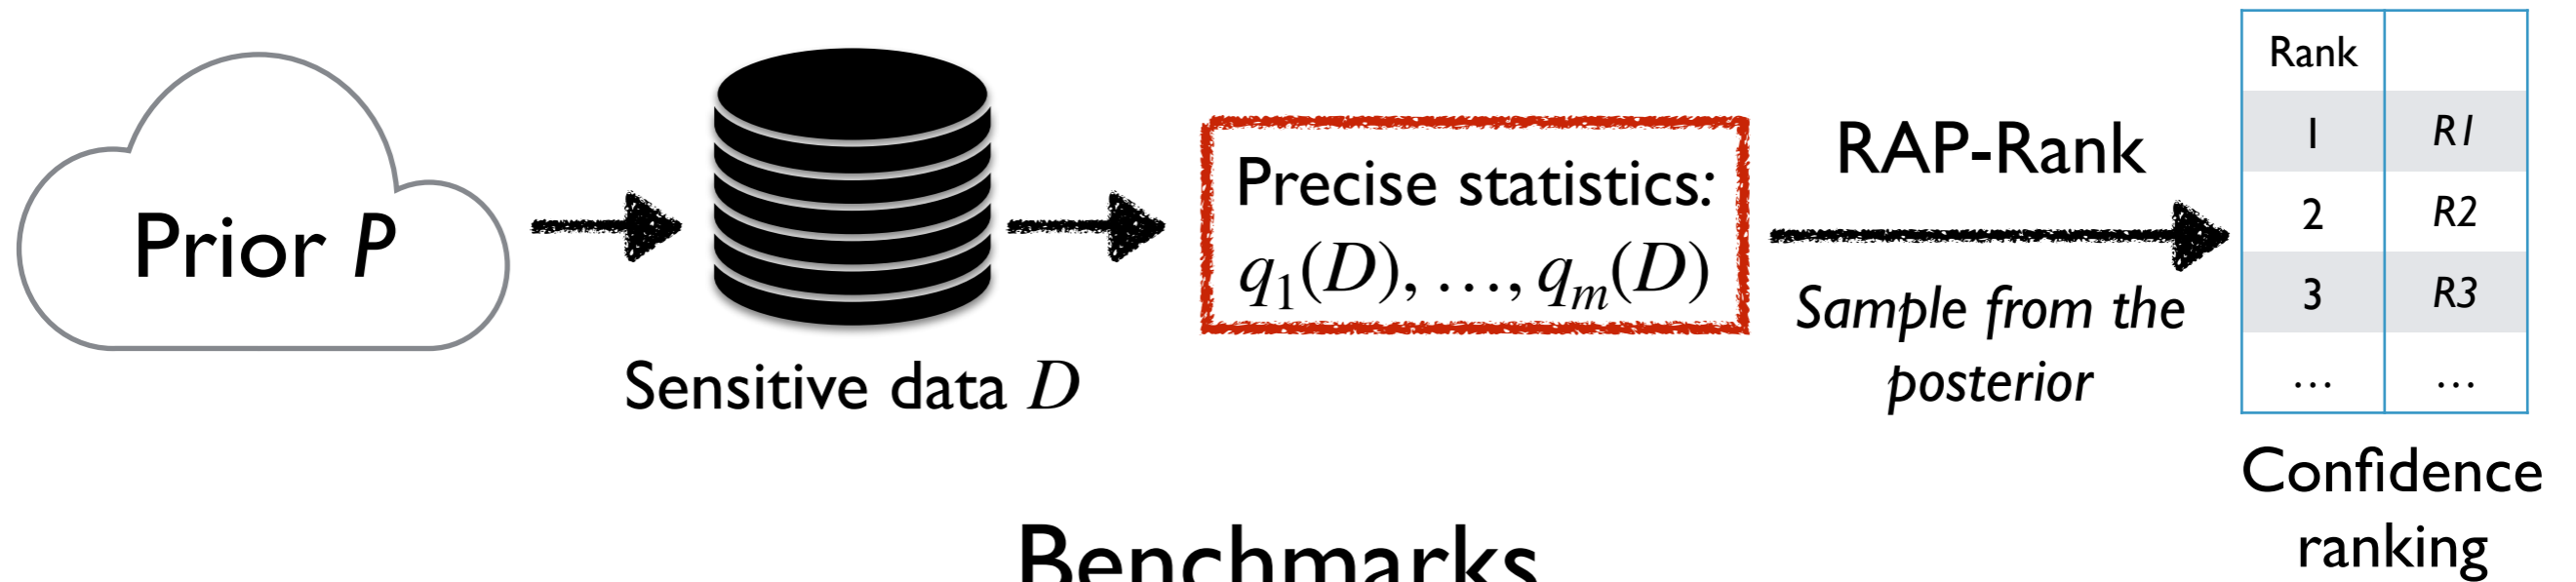 Prior P
Sensitive data D
Precise statistics:
q₁(D), …, qₘ(D)
RAP-Rank
Sample from the
posterior
Rank
1 R1
2 R2
3 R3
… …
Confidence
ranking
Benchmarks